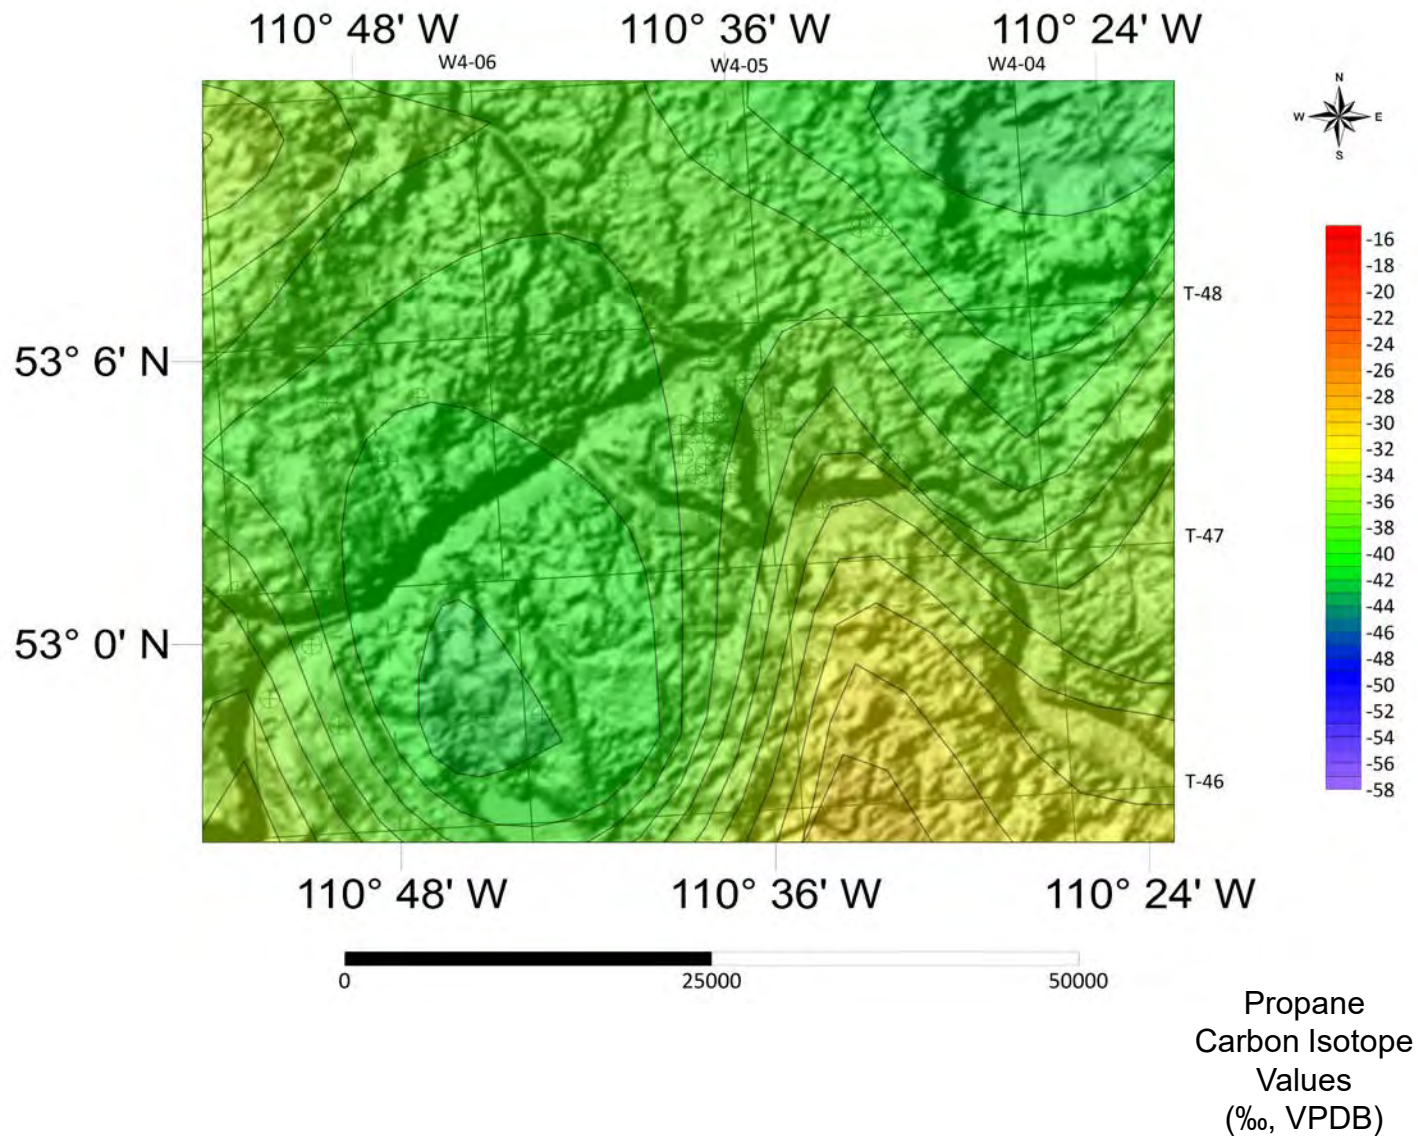 110° 48' W 110° 36' W 110° 24' W
W4-06 W4-05 W4-04
N
W E
S
53° 6' N
53° 0' N
T-48
T-47
T-46
-16
-18
-20
-22
-24
-26
-28
-30
-32
-34
-36
-38
-40
-42
-44
-46
-48
-50
-52
-54
-56
-58
110° 48' W 110° 36' W 110° 24' W
0 25000 50000
Propane
Carbon Isotope
Values
(‰, VPDB)